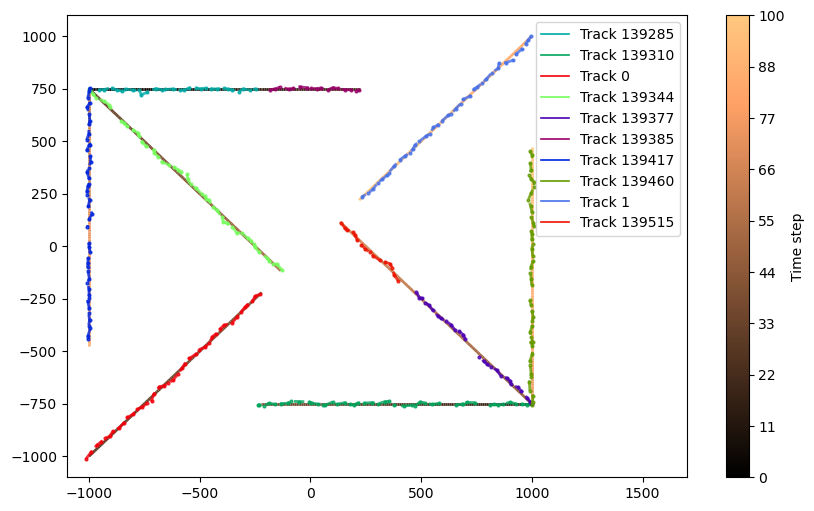 1000
750
500
250
0
−250
−500
−750
−1000
−1000 −500 0 500 1000 1500
Track 139285
Track 139310
Track 0
Track 139344
Track 139377
Track 139385
Track 139417
Track 139460
Track 1
Track 139515
100
88
77
66
55
44
33
22
11
0
Time step